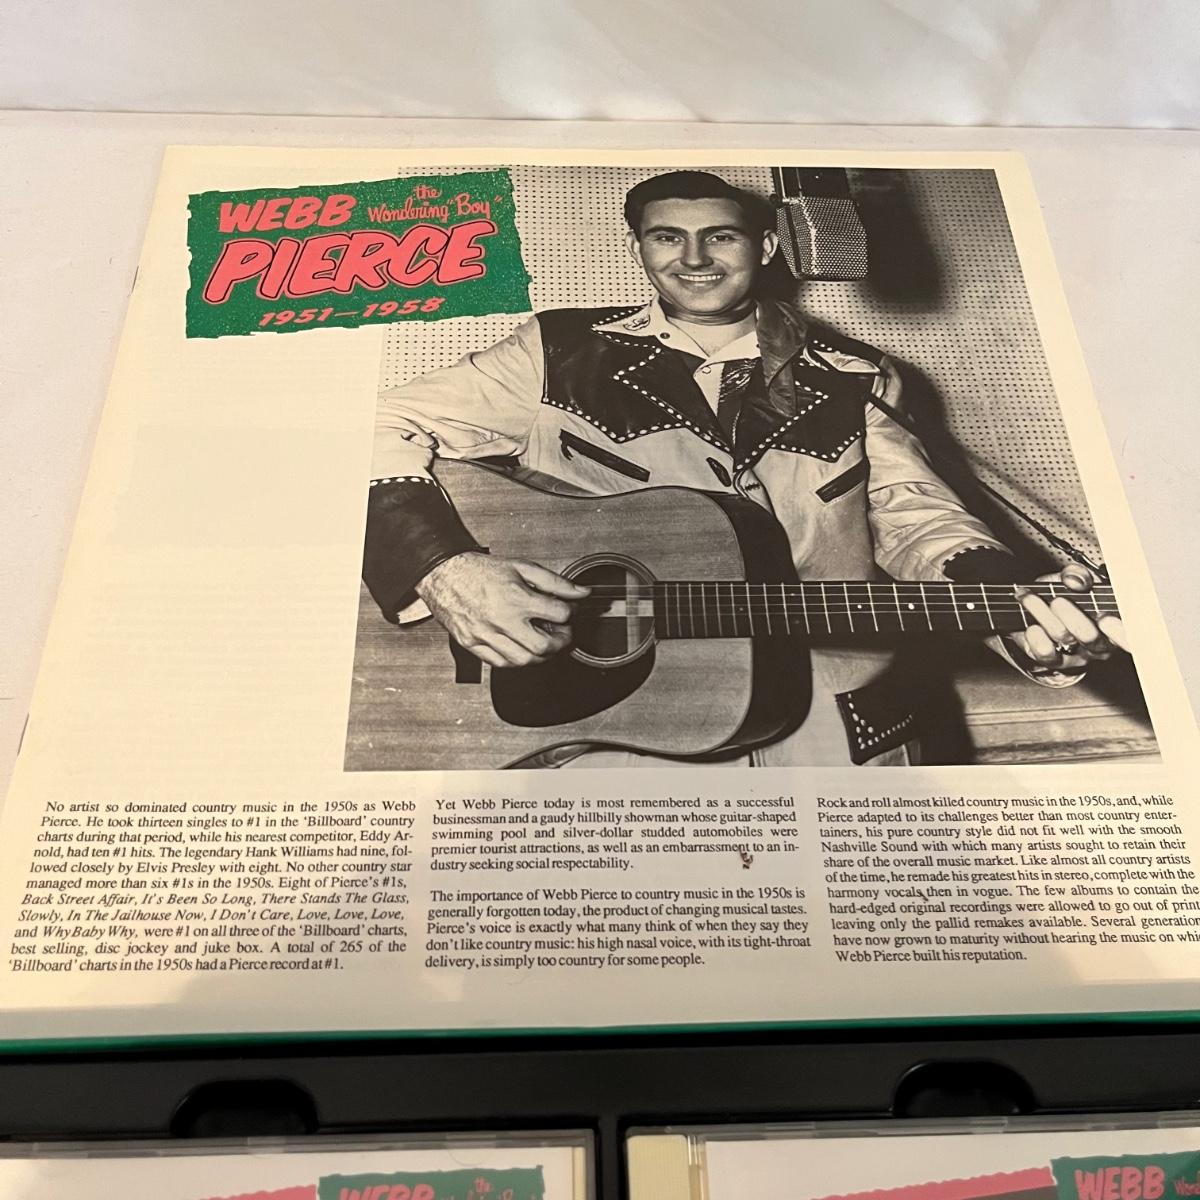 WEBB the
Wondering "Boy"
PIERCE
1951-1958
No artist so dominated country music in the 1950s as Webb
Pierce. He took thirteen singles to #1 in the 'Billboard' country
charts during that period, while his nearest competitor, Eddy Ar-
nold, had ten #1 hits. The legendary Hank Williams had nine, fol-
lowed closely by Elvis Presley with eight. No other country star
managed more than six #1s in the 1950s. Eight of Pierce's #1s,
Back Street Affair, It's Been So Long, There Stands The Glass,
Slowly, In The Jailhouse Now, I Don't Care, Love, Love, Love,
and Why Baby Why, were #1 on all three of the 'Billboard' charts,
best selling, disc jockey and juke box. A total of 265 of the
'Billboard' charts in the 1950s had a Pierce record at #1.
Yet Webb Pierce today is most remembered as a successful
businessman and a gaudy hillbilly showman whose guitar-shaped
swimming pool and silver-dollar studded automobiles were
premier tourist attractions, as well as an embarrassment to an in-
dustry seeking social respectability.
The importance of Webb Pierce to country music in the 1950s is
generally forgotten today, the product of changing musical tastes.
Pierce's voice is exactly what many think of when they say they
don't like country music: his high nasal voice, with its tight-throat
delivery, is simply too country for some people.
Rock and roll almost killed country music in the 1950s, and, while
Pierce adapted to its challenges better than most country enter-
tainers, his pure country style did not fit well with the smooth
Nashville Sound with which many artists sought to retain their
share of the overall music market. Like almost all country artists
of the time, he remade his greatest hits in stereo, complete with the
harmony vocals then in vogue. The few albums to contain the
hard-edged original recordings were allowed to go out of print
leaving only the pallid remakes available. Several generation
have now grown to maturity without hearing the music on whi
Webb Pierce built his reputation.
WEBB the
WEBB